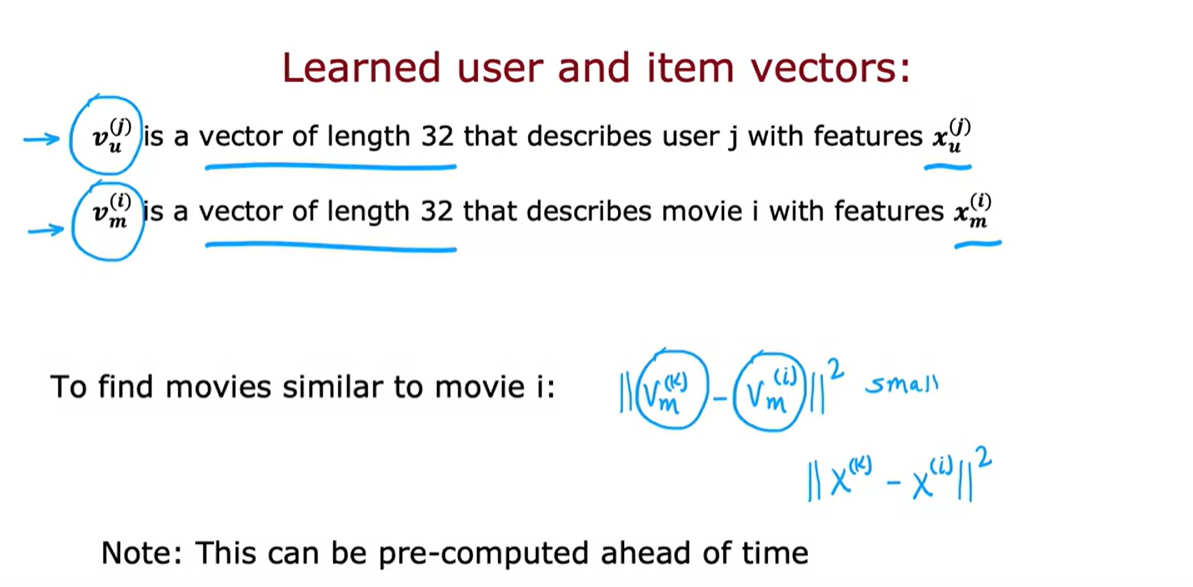 Learned user and item vectors:
→ v_u^(j) is a vector of length 32 that describes user j with features x_u^(j)
→ v_m^(i) is a vector of length 32 that describes movie i with features x_m^(i)
To find movies similar to movie i: ||v_m^(k) - v_m^(i)||^2 small
||x^(k) - x^(i)||^2
Note: This can be pre-computed ahead of time